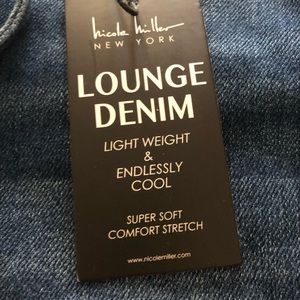 nicole miller
NEW YORK
LOUNGE
DENIM
LIGHT WEIGHT
&
ENDLESSLY
COOL
SUPER SOFT
COMFORT STRETCH
www.nicolemiller.com